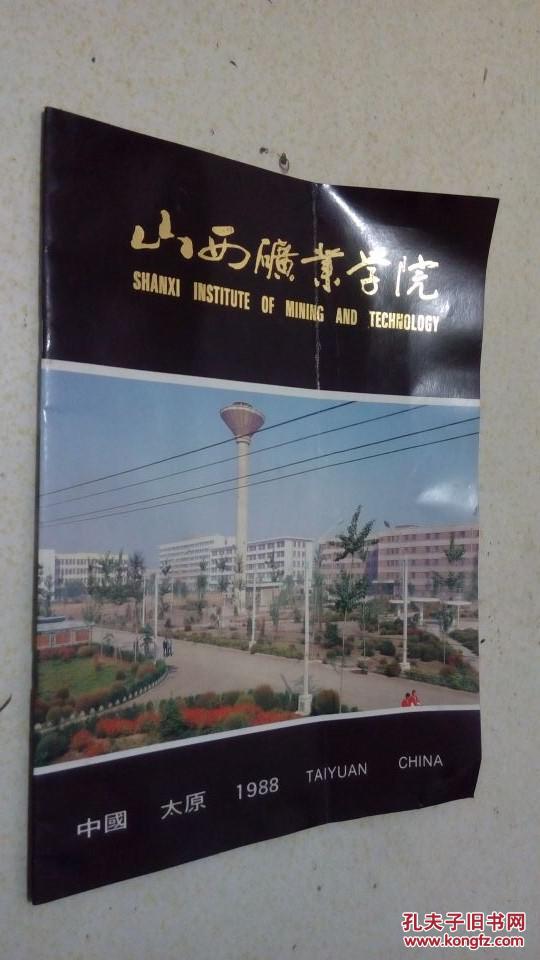 山西礦業学院
SHANXI INSTITUTE OF MINING AND TECHNOLOGY
中國 太原 1988 TAIYUAN CHINA
孔夫子旧书网
www.kongfz.com